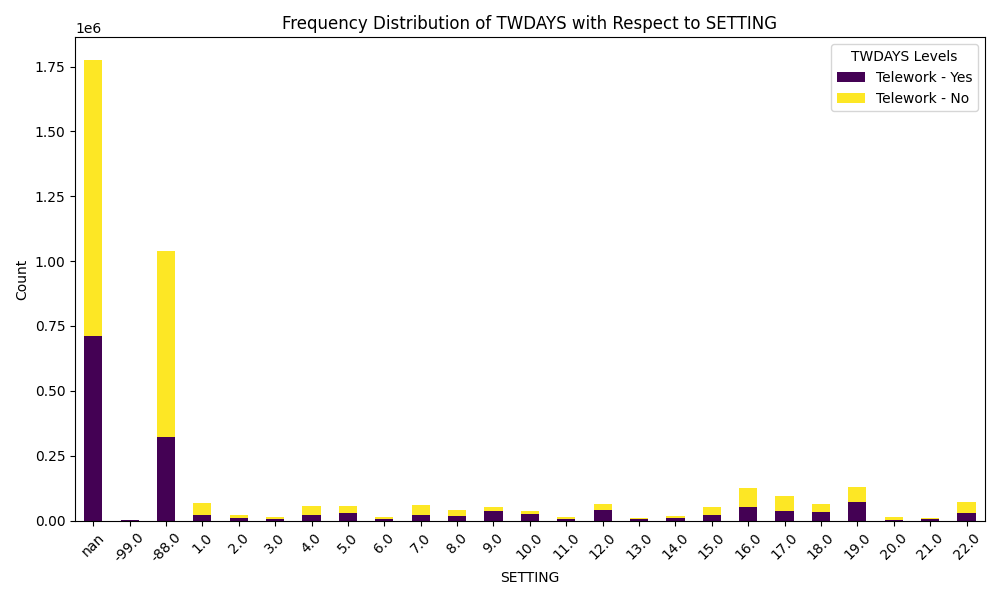 Frequency Distribution of TWDAYS with Respect to SETTING
1e6
TWDAYS Levels
Telework - Yes
Telework - No
1.75
1.50
1.25
1.00
0.75
0.50
0.25
0.00
Count
nan -99.0 -88.0 1.0 2.0 3.0 4.0 5.0 6.0 7.0 8.0 9.0 10.0 11.0 12.0 13.0 14.0 15.0 16.0 17.0 18.0 19.0 20.0 21.0 22.0
SETTING